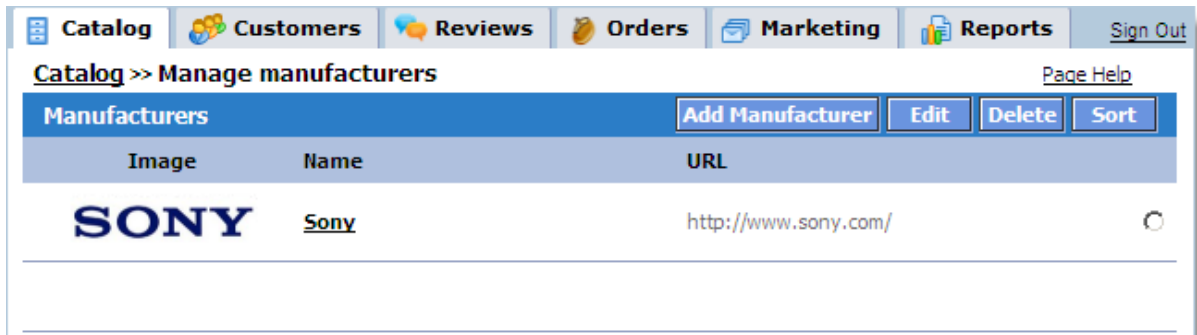 Catalog Customers Reviews Orders Marketing Reports Sign Out
Catalog >> Manage manufacturers Page Help
Manufacturers Add Manufacturer Edit Delete Sort
Image Name URL
SONY Sony http://www.sony.com/